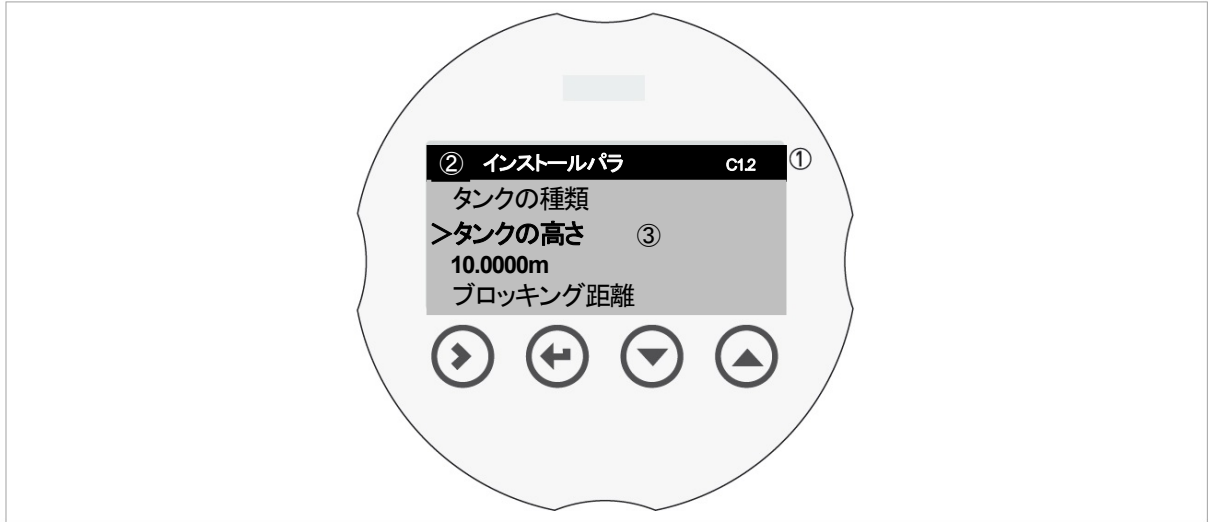 ② インストールパラ C1.2 ①
タンクの種類
>タンクの高さ ③
10.0000m
ブロッキング距離